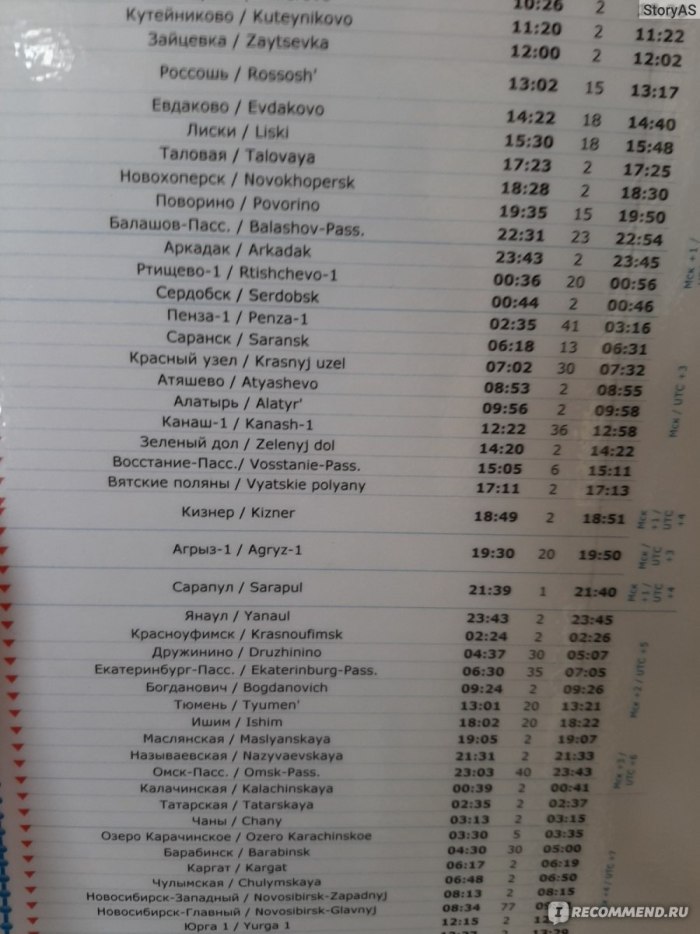 StoryAS
10:26 2
Кутейниково / Kuteynikovo 11:20 2 11:22
Зайцевка / Zaytsevka 12:00 2 12:02
Россошь / Rossosh' 13:02 15 13:17
Евдаково / Evdakovo 14:22 18 14:40
Лиски / Liski 15:30 18 15:48
Таловая / Talovaya 17:23 2 17:25
Новохоперск / Novokhopersk 18:28 2 18:30
Поворино / Povorino 19:35 15 19:50
Балашов-Пасс. / Balashov-Pass. 22:31 23 22:54
Аркадак / Arkadak 23:43 2 23:45
Ртищево-1 / Rtishchevo-1 00:36 20 00:56
Сердобск / Serdobsk 00:44 2 00:46
Пенза-1 / Penza-1 02:35 41 03:16
Саранск / Saransk 06:18 13 06:31
Красный узел / Krasnyj uzel 07:02 30 07:32
Атяшево / Atyashevo 08:53 2 08:55
Алатырь / Alatyr' 09:56 2 09:58
Канаш-1 / Kanash-1 12:22 36 12:58
Зеленый дол / Zelenyj dol 14:20 2 14:22
Восстание-Пасс./ Vosstanie-Pass. 15:05 6 15:11
Вятские поляны / Vyatskie polyany 17:11 2 17:13
Кизнер / Kizner 18:49 2 18:51
Агрыз-1 / Agryz-1 19:30 20 19:50
Сарапул / Sarapul 21:39 1 21:40
Янаул / Yanaul 23:43 2 23:45
Красноуфимск / Krasnoufimsk 02:24 2 02:26
Дружинино / Druzhinino 04:37 30 05:07
Екатеринбург-Пасс. / Ekaterinburg-Pass. 06:30 35 07:05
Богданович / Bogdanovich 09:24 2 09:26
Тюмень / Tyumen' 13:01 20 13:21
Ишим / Ishim 18:02 20 18:22
Маслянская / Maslyanskaya 19:05 2 19:07
Называевская / Nazyvaevskaya 21:31 2 21:33
Омск-Пасс. / Omsk-Pass. 23:03 40 23:43
Калачинская / Kalachinskaya 00:39 2 00:41
Татарская / Tatarskaya 02:35 2 02:37
Чаны / Chany 03:13 2 03:15
Озеро Карачинское / Ozero Karachinskoe 03:30 5 03:35
Барабинск / Barabinsk 04:30 30 05:00
Каргат / Kargat 06:17 2 06:19
Чулымская / Chulymskaya 06:48 2 06:50
Новосибирск-Западный / Novosibirsk-Zapadnyj 08:13 2 08:15
Новосибирск-Главный / Novosibirsk-Glavnyj 08:34 77
Юрга 1 / Yurga 1 12:15 2
Мск +1 /
Мск / UTC +3
Мск +1 / UTC +4
Мск / UTC +3
Мск +1 / UTC +4
Мск +2 / UTC +5
Мск +3 / UTC +6
+4 / UTC +7
IRECOMMEND.RU